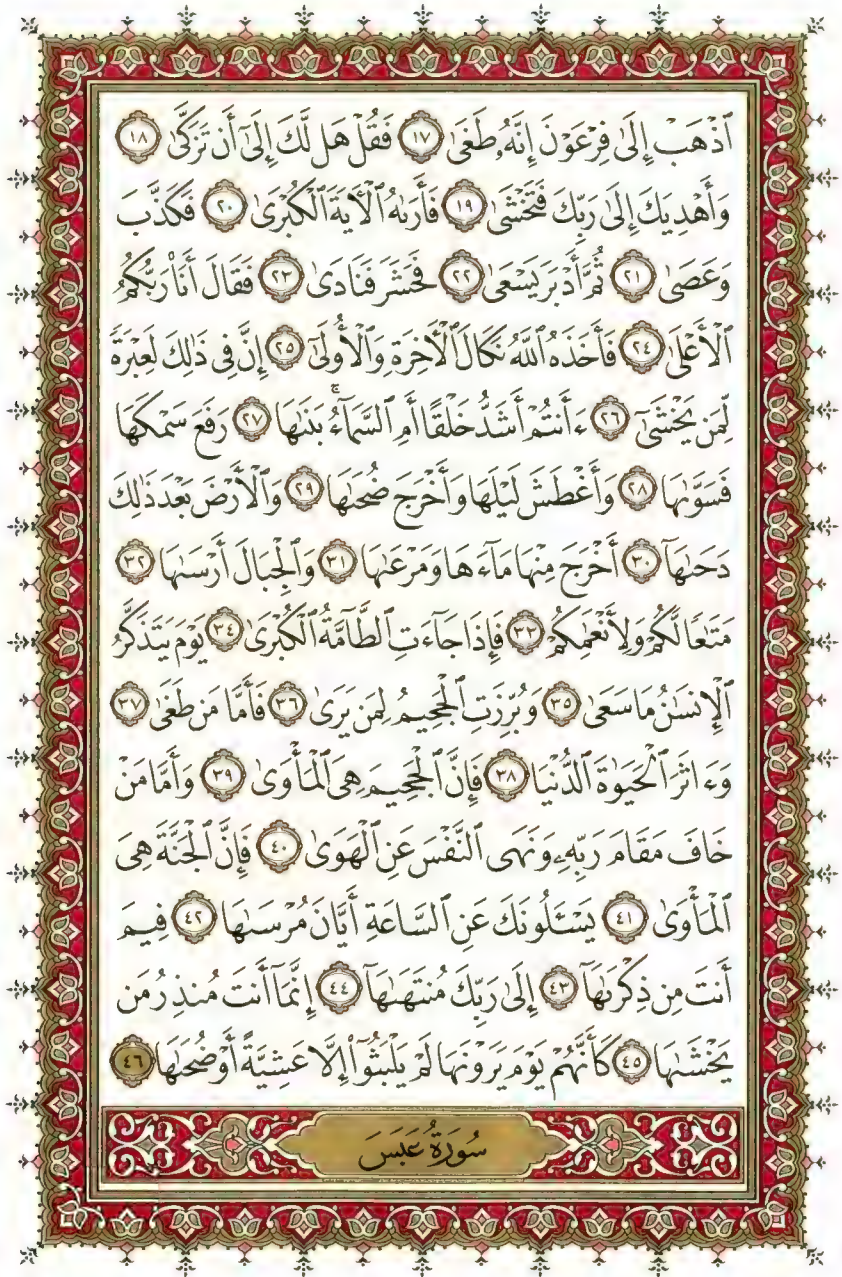 ٱذْهَبْ إِلَىٰ فِرْعَوْنَ إِنَّهُۥ طَغَىٰ ١٧ فَقُلْ هَل لَّكَ إِلَىٰٓ أَن تَزَكَّىٰ ١٨
وَأَهْدِيَكَ إِلَىٰ رَبِّكَ فَتَخْشَىٰ ١٩ فَأَرَىٰهُ ٱلْءَايَةَ ٱلْكُبْرَىٰ ٢٠ فَكَذَّبَ
وَعَصَىٰ ٢١ ثُمَّ أَدْبَرَ يَسْعَىٰ ٢٢ فَحَشَرَ فَنَادَىٰ ٢٣ فَقَالَ أَنَا۠ رَبُّكُمُ
ٱلْأَعْلَىٰ ٢٤ فَأَخَذَهُ ٱللَّهُ نَكَالَ ٱلْءَاخِرَةِ وَٱلْأُولَىٰٓ ٢٥ إِنَّ فِى ذَٰلِكَ لَعِبْرَةً
لِّمَن يَخْشَىٰٓ ٢٦ ءَأَنتُمْ أَشَدُّ خَلْقًا أَمِ ٱلسَّمَآءُ ۚ بَنَىٰهَا ٢٧ رَفَعَ سَمْكَهَا
فَسَوَّىٰهَا ٢٨ وَأَغْطَشَ لَيْلَهَا وَأَخْرَجَ ضُحَىٰهَا ٢٩ وَٱلْأَرْضَ بَعْدَ ذَٰلِكَ
دَحَىٰهَآ ٣٠ أَخْرَجَ مِنْهَا مَآءَهَا وَمَرْعَىٰهَا ٣١ وَٱلْجِبَالَ أَرْسَىٰهَا ٣٢
مَتَٰعًا لَّكُمْ وَلِأَنْعَٰمِكُمْ ٣٣ فَإِذَا جَآءَتِ ٱلطَّآمَّةُ ٱلْكُبْرَىٰ ٣٤ يَوْمَ يَتَذَكَّرُ
ٱلْإِنسَٰنُ مَا سَعَىٰ ٣٥ وَبُرِّزَتِ ٱلْجَحِيمُ لِمَن يَرَىٰ ٣٦ فَأَمَّا مَن طَغَىٰ ٣٧
وَءَاثَرَ ٱلْحَيَوٰةَ ٱلدُّنْيَا ٣٨ فَإِنَّ ٱلْجَحِيمَ هِىَ ٱلْمَأْوَىٰ ٣٩ وَأَمَّا مَنْ
خَافَ مَقَامَ رَبِّهِۦ وَنَهَى ٱلنَّفْسَ عَنِ ٱلْهَوَىٰ ٤٠ فَإِنَّ ٱلْجَنَّةَ هِىَ
ٱلْمَأْوَىٰ ٤١ يَسْـَٔلُونَكَ عَنِ ٱلسَّاعَةِ أَيَّانَ مُرْسَىٰهَا ٤٢ فِيمَ
أَنتَ مِن ذِكْرَىٰهَآ ٤٣ إِلَىٰ رَبِّكَ مُنتَهَىٰهَآ ٤٤ إِنَّمَآ أَنتَ مُنذِرُ مَن
يَخْشَىٰهَا ٤٥ كَأَنَّهُمْ يَوْمَ يَرَوْنَهَا لَمْ يَلْبَثُوٓا۟ إِلَّا عَشِيَّةً أَوْ ضُحَىٰهَا ٤٦
سُورَةُ عَبَسَ